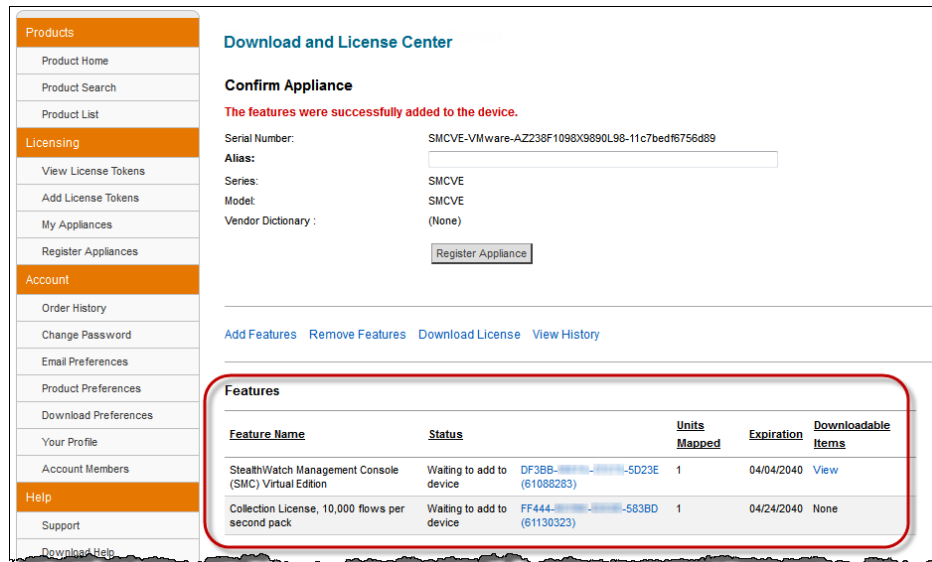 Products
Product Home
Product Search
Product List
Licensing
View License Tokens
Add License Tokens
My Appliances
Register Appliances
Account
Order History
Change Password
Email Preferences
Product Preferences
Download Preferences
Your Profile
Account Members
Help
Support
Download Help
Download and License Center
Confirm Appliance
The features were successfully added to the device.
Serial Number: SMCVE-VMware-AZ238F1098X9890L98-11c7bedf6756d89
Alias:
Series: SMCVE
Model: SMCVE
Vendor Dictionary : (None)
Register Appliance
Add Features Remove Features Download License View History
Features
Feature Name Status Units Mapped Expiration Downloadable Items
StealthWatch Management Console Waiting to add to DF3BB- - -5D23E 1 04/04/2040 View
(SMC) Virtual Edition device (61088283)
Collection License, 10,000 flows per Waiting to add to FF444- - -583BD 1 04/24/2040 None
second pack device (61130323)